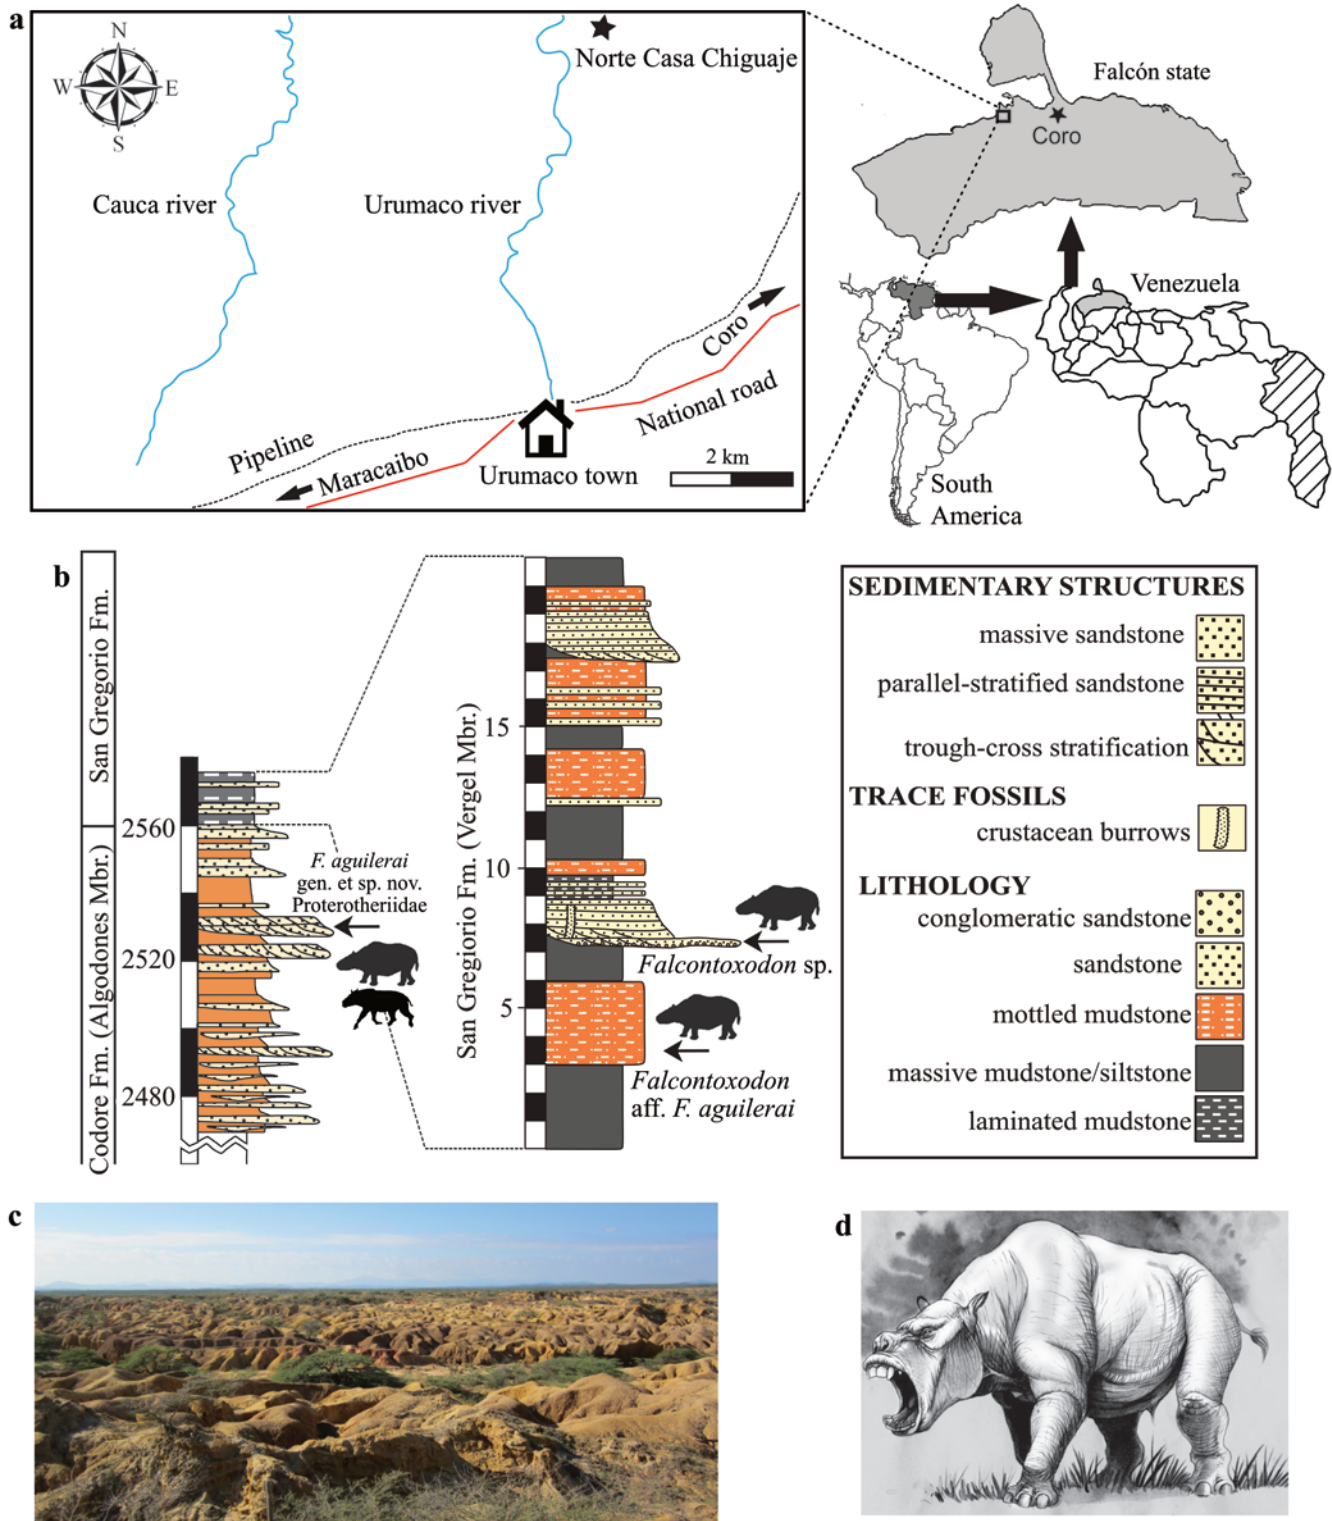 a
N
W
E
S
Norte Casa Chiguaje
Cauca river
Urumaco river
Coro
National road
Pipeline
Maracaibo
Urumaco town
2 km
Falcón state
Coro
Venezuela
South
America
b
San Gregorio Fm.
Codore Fm. (Algodones Mbr.)
2560
2520
2480
F. aguilerai
gen. et sp. nov.
Proterotheriidae
San Gregiorio Fm. (Vergel Mbr.)
15
10
5
Falcontoxodon sp.
Falcontoxodon
aff. F. aguilerai
SEDIMENTARY STRUCTURES
massive sandstone
parallel-stratified sandstone
trough-cross stratification
TRACE FOSSILS
crustacean burrows
LITHOLOGY
conglomeratic sandstone
sandstone
mottled mudstone
massive mudstone/siltstone
laminated mudstone
c
d